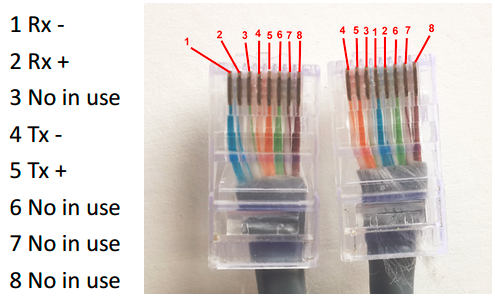 1 Rx -
2 Rx +
3 No in use
4 Tx -
5 Tx +
6 No in use
7 No in use
8 No in use
1 2 3 4 5 6 7 8
4 5 3 1 2 6 7 8